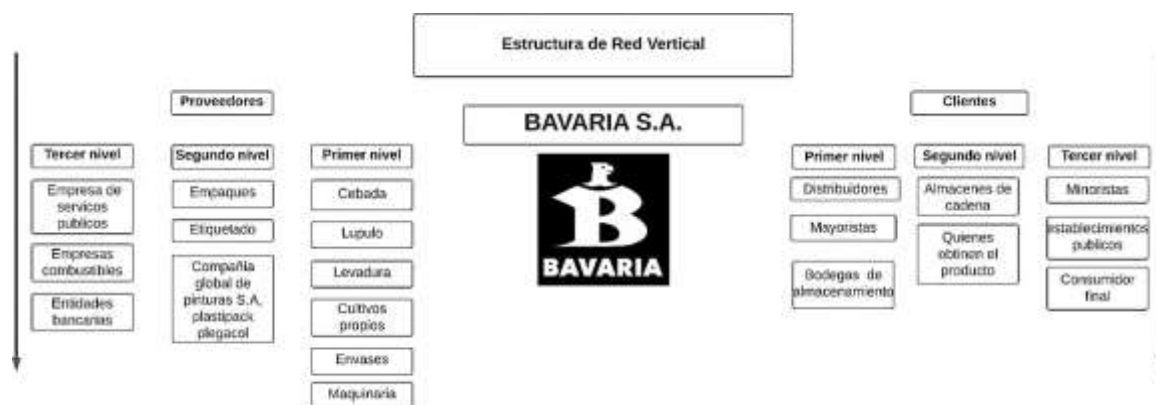 Estructura de Red Vertical
Proveedores
BAVARIA S.A.
Clientes
Tercer nivel
Segundo nivel
Primer nivel
Primer nivel
Segundo nivel
Tercer nivel
Empresa de
servicos
publicos
Empresas
combustibles
Entidades
bancarias
Empaques
Etiquetado
Compañia
global de
pinturas S.A,
plastipack
plegacol
Cebada
Lupulo
Levadura
Cultivos
propios
Envases
Maquinaria
B
BAVARIA
Distribuidores
Mayoristas
Bodegas de
almacenamiento
Almacenes de
cadena
Quienes
obtinen el
producto
Minoristas
establecimientos
publicos
Consumidor
final